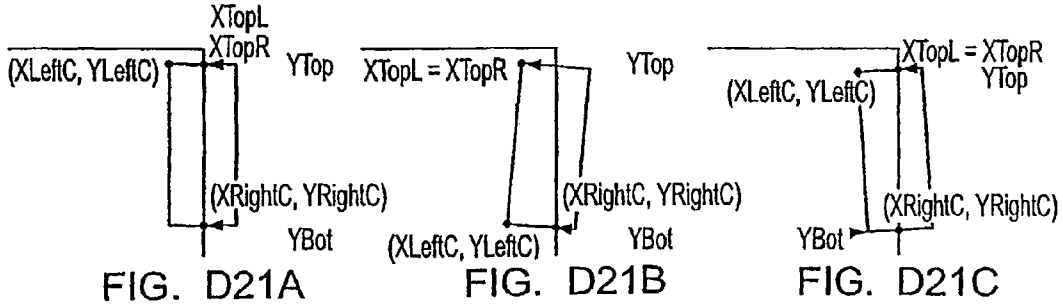 XTopL
XTopR
(XLeftC, YLeftC)
YTop
(XRightC, YRightC)
YBot
FIG. D21A
XTopL = XTopR
YTop
(XRightC, YRightC)
(XLeftC, YLeftC)
YBot
FIG. D21B
XTopL = XTopR
YTop
(XLeftC, YLeftC)
(XRightC, YRightC)
YBot
FIG. D21C